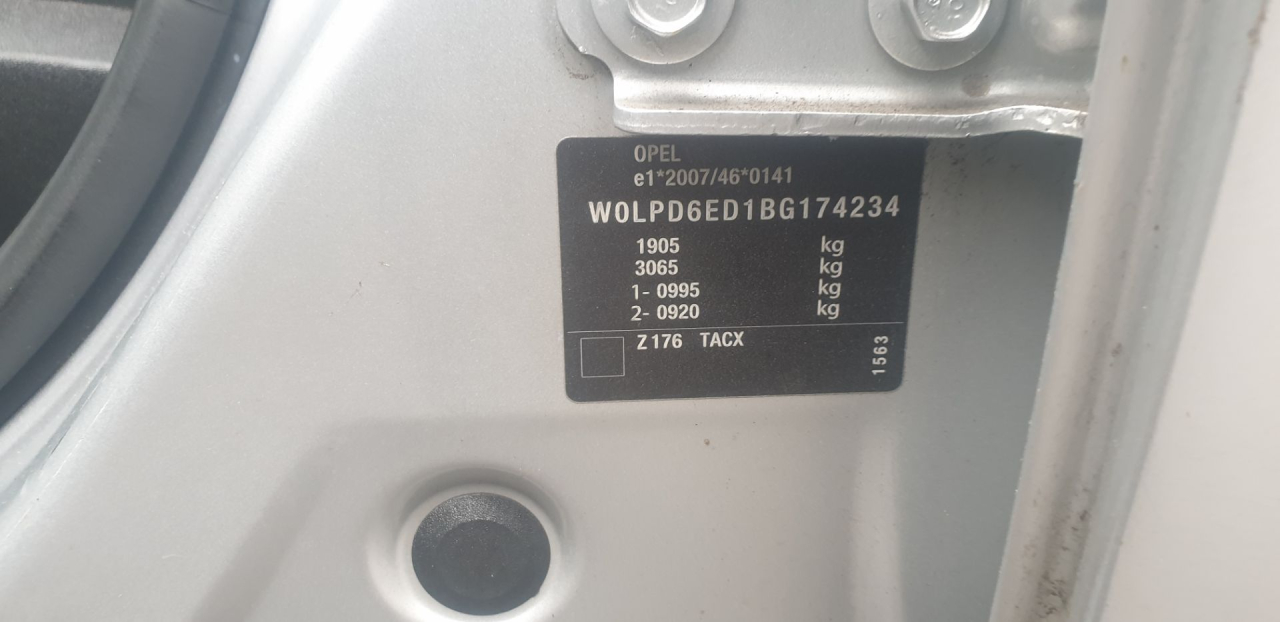 OPEL
e1*2007/46*0141
W0LPD6ED1BG174234
1905 kg
3065 kg
1- 0995 kg
2- 0920 kg
Z176 TACX
1563